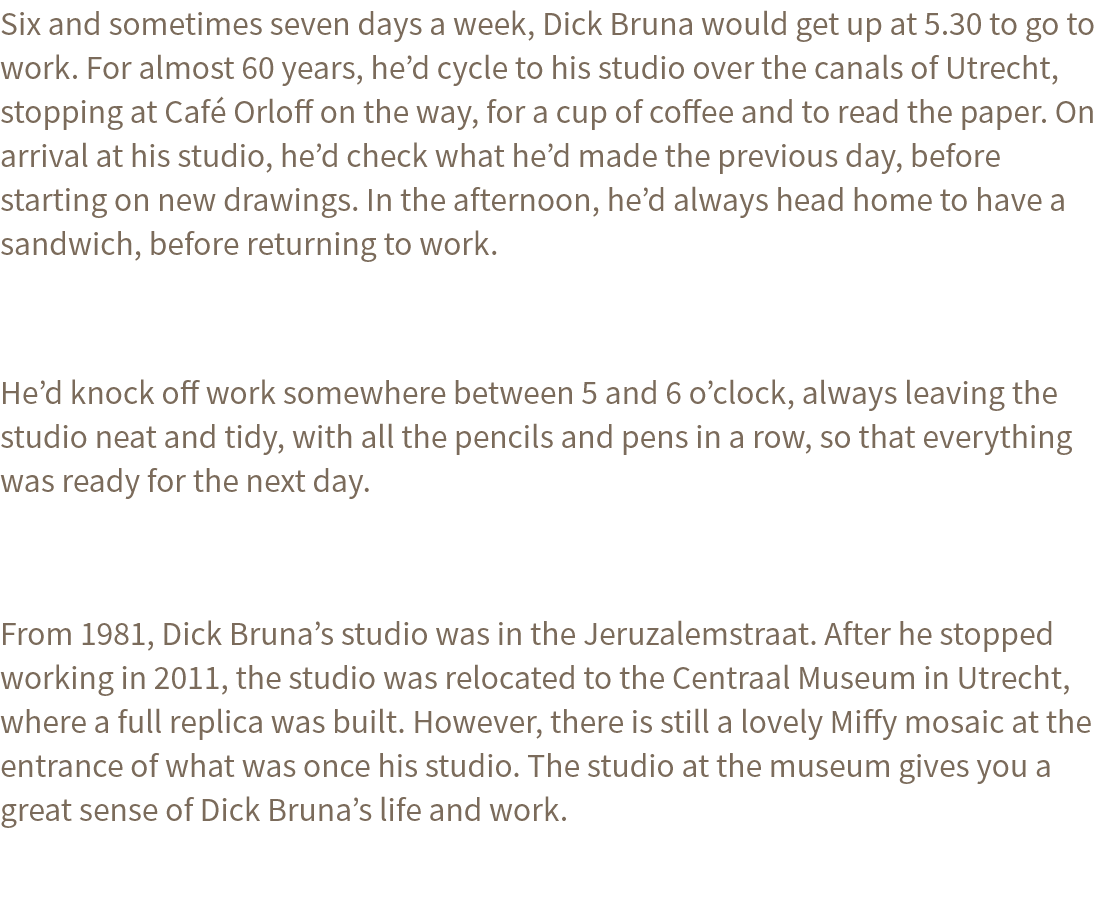 Six and sometimes seven days a week, Dick Bruna would get up at 5.30 to go to
work. For almost 60 years, he’d cycle to his studio over the canals of Utrecht,
stopping at Café Orloff on the way, for a cup of coffee and to read the paper. On
arrival at his studio, he’d check what he’d made the previous day, before
starting on new drawings. In the afternoon, he’d always head home to have a
sandwich, before returning to work.
He’d knock off work somewhere between 5 and 6 o’clock, always leaving the
studio neat and tidy, with all the pencils and pens in a row, so that everything
was ready for the next day.
From 1981, Dick Bruna’s studio was in the Jeruzalemstraat. After he stopped
working in 2011, the studio was relocated to the Centraal Museum in Utrecht,
where a full replica was built. However, there is still a lovely Miffy mosaic at the
entrance of what was once his studio. The studio at the museum gives you a
great sense of Dick Bruna’s life and work.